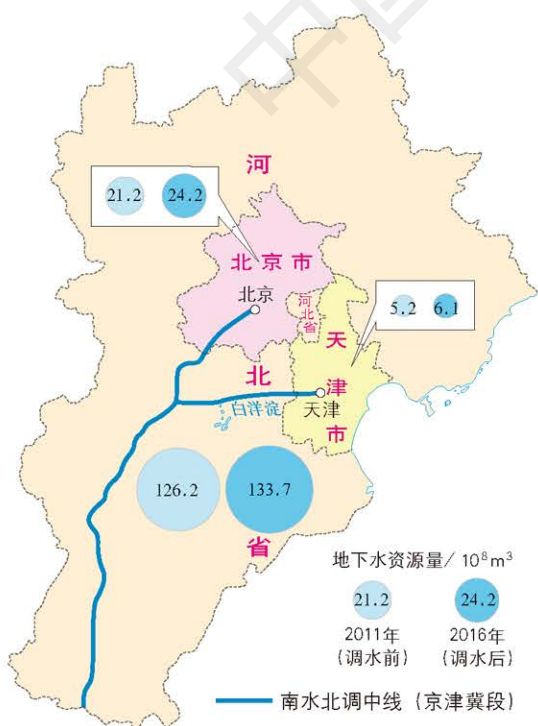 中国
河
21.2 24.2
北京市
北京
河北省
5.2 6.1
天津市
北
白洋淀
天津
126.2 133.7
省
地下水资源量/ 10⁸m³
21.2 24.2
2011年 2016年
(调水前) (调水后)
南水北调中线 (京津冀段)